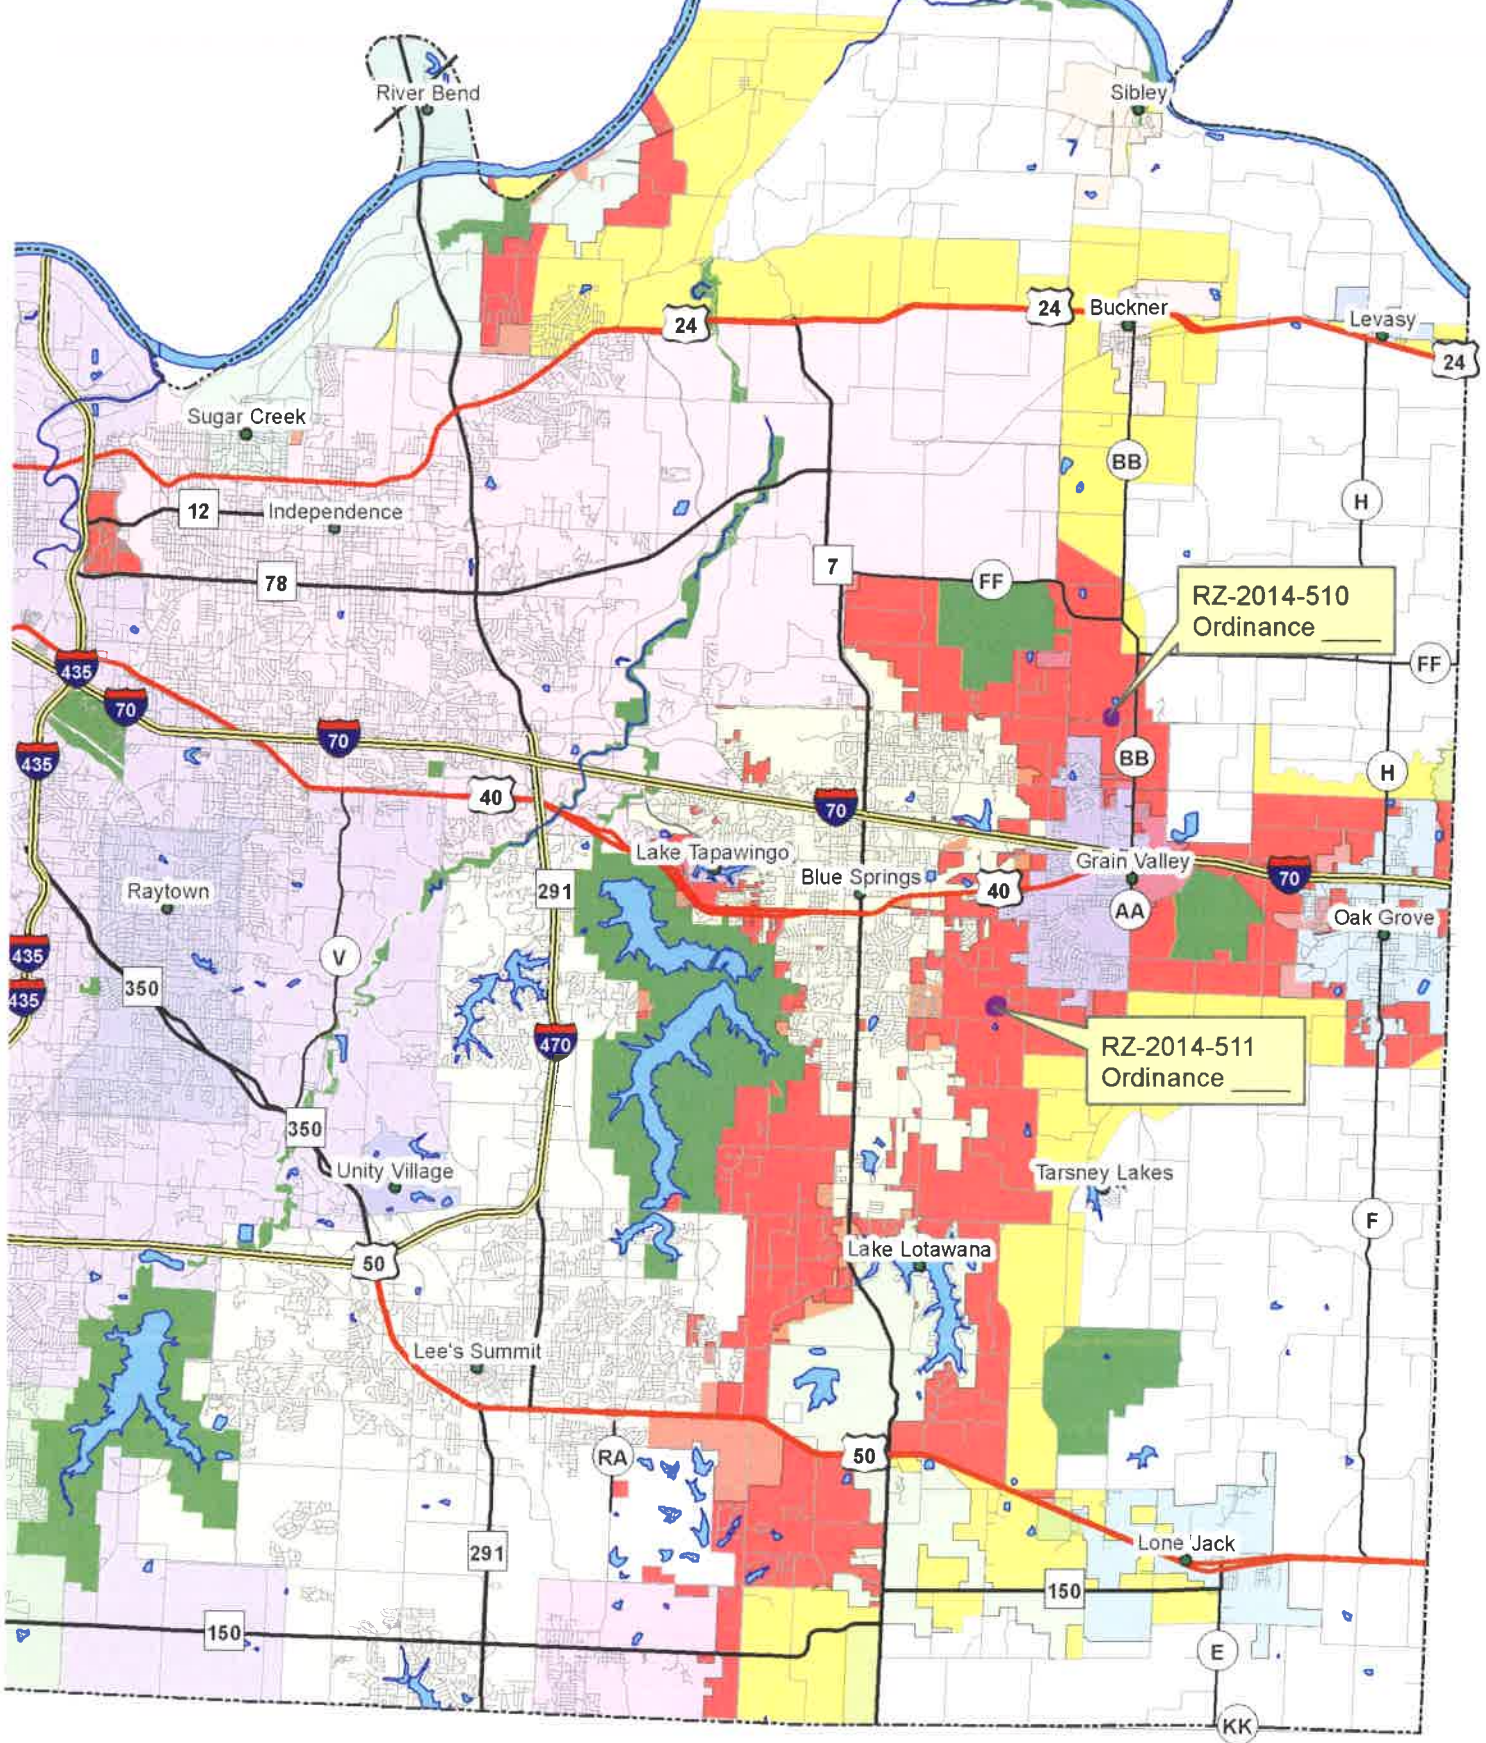 River Bend
Sibley
24
24
Buckner
Levasy
24
Sugar Creek
BB
H
12
Independence
78
7
FF
RZ-2014-510
Ordinance ____
FF
435
70
70
435
BB
H
40
70
Lake Tapawingo
Grain Valley
Blue Springs
40
70
291
Raytown
AA
Oak Grove
V
435
350
435
470
RZ-2014-511
Ordinance ____
350
Unity Village
Tarsney Lakes
F
50
Lake Lotawana
Lee's Summit
RA
50
Lone Jack
291
150
150
E
KK